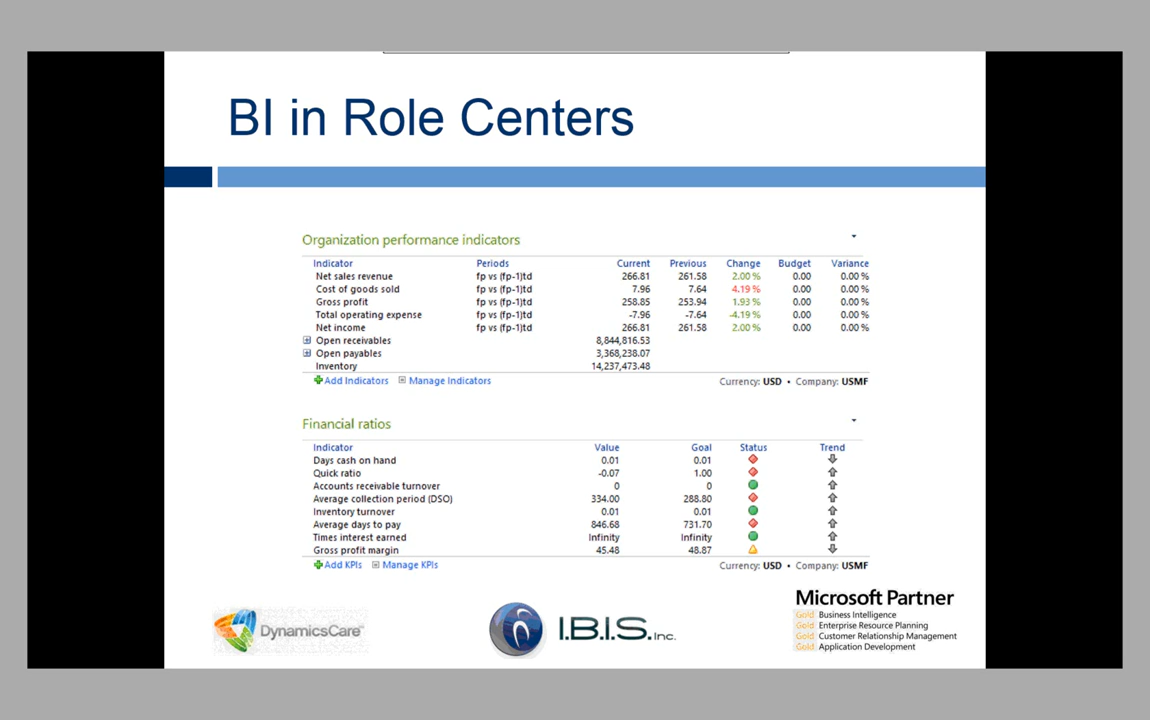 BI in Role Centers
Organization performance indicators
Indicator Periods Current Previous Change Budget Variance
Net sales revenue fp vs (fp-1)td 266.81 261.58 2.00 % 0.00 0.00 %
Cost of goods sold fp vs (fp-1)td 7.96 7.64 4.19 % 0.00 0.00 %
Gross profit fp vs (fp-1)td 258.85 253.94 1.93 % 0.00 0.00 %
Total operating expense fp vs (fp-1)td -7.96 -7.64 -4.19 % 0.00 0.00 %
Net income fp vs (fp-1)td 266.81 261.58 2.00 % 0.00 0.00 %
Open receivables 8,844,816.53
Open payables 3,368,238.07
Inventory 14,237,473.48
Add Indicators Manage Indicators Currency: USD • Company: USMF
Financial ratios
Indicator Value Goal Status Trend
Days cash on hand 0.01 0.01
Quick ratio -0.07 1.00
Accounts receivable turnover 0 0
Average collection period (DSO) 334.00 288.80
Inventory turnover 0.01 0.01
Average days to pay 846.68 731.70
Times interest earned Infinity Infinity
Gross profit margin 45.48 48.87
Add KPIs Manage KPIs Currency: USD • Company: USMF
DynamicsCare
I.B.I.S. Inc.
Microsoft Partner
Gold Business Intelligence
Gold Enterprise Resource Planning
Gold Customer Relationship Management
Gold Application Development